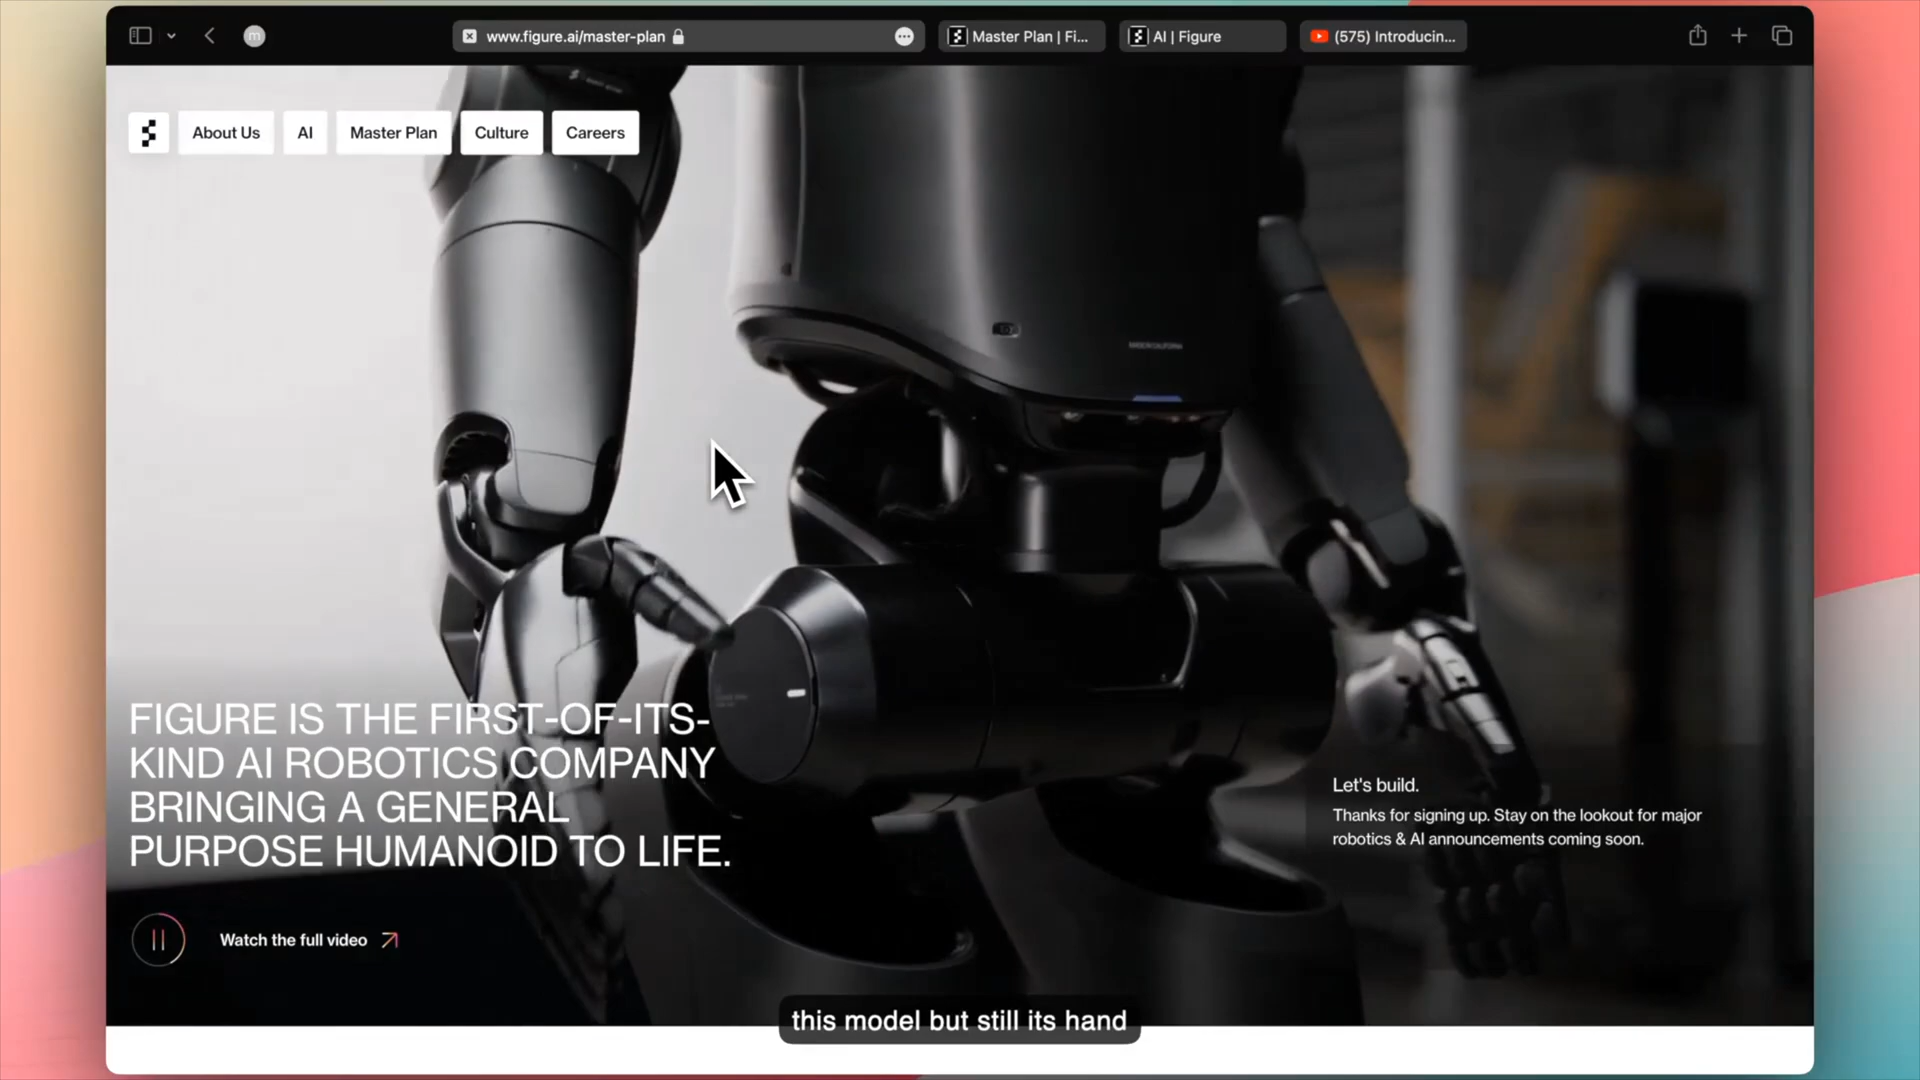 m
www.figure.ai/master-plan
Master Plan | Fi...
AI | Figure
(575) Introducin...
About Us
AI
Master Plan
Culture
Careers
MADE IN CALIFORNIA
FIGURE IS THE FIRST-OF-ITS-
KIND AI ROBOTICS COMPANY
BRINGING A GENERAL
PURPOSE HUMANOID TO LIFE.
Let's build.
Thanks for signing up. Stay on the lookout for major
robotics & AI announcements coming soon.
Watch the full video
this model but still its hand